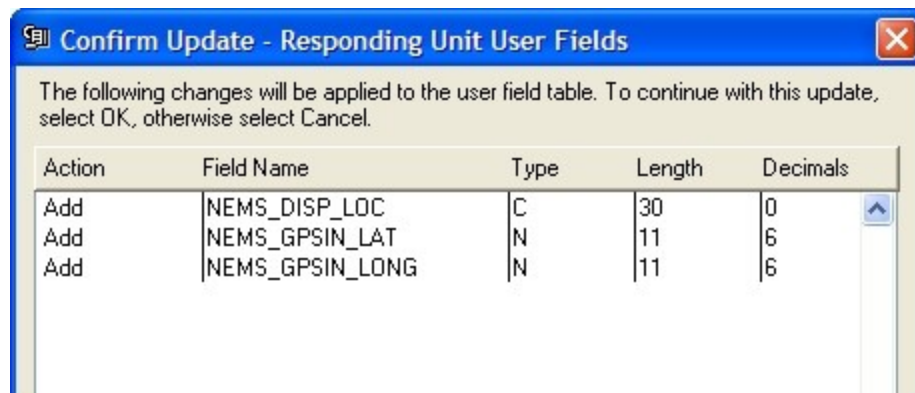 Confirm Update - Responding Unit User Fields
The following changes will be applied to the user field table. To continue with this update,
select OK, otherwise select Cancel.
Action Field Name Type Length Decimals
Add NEMS_DISP_LOC C 30 0
Add NEMS_GPSIN_LAT N 11 6
Add NEMS_GPSIN_LONG N 11 6